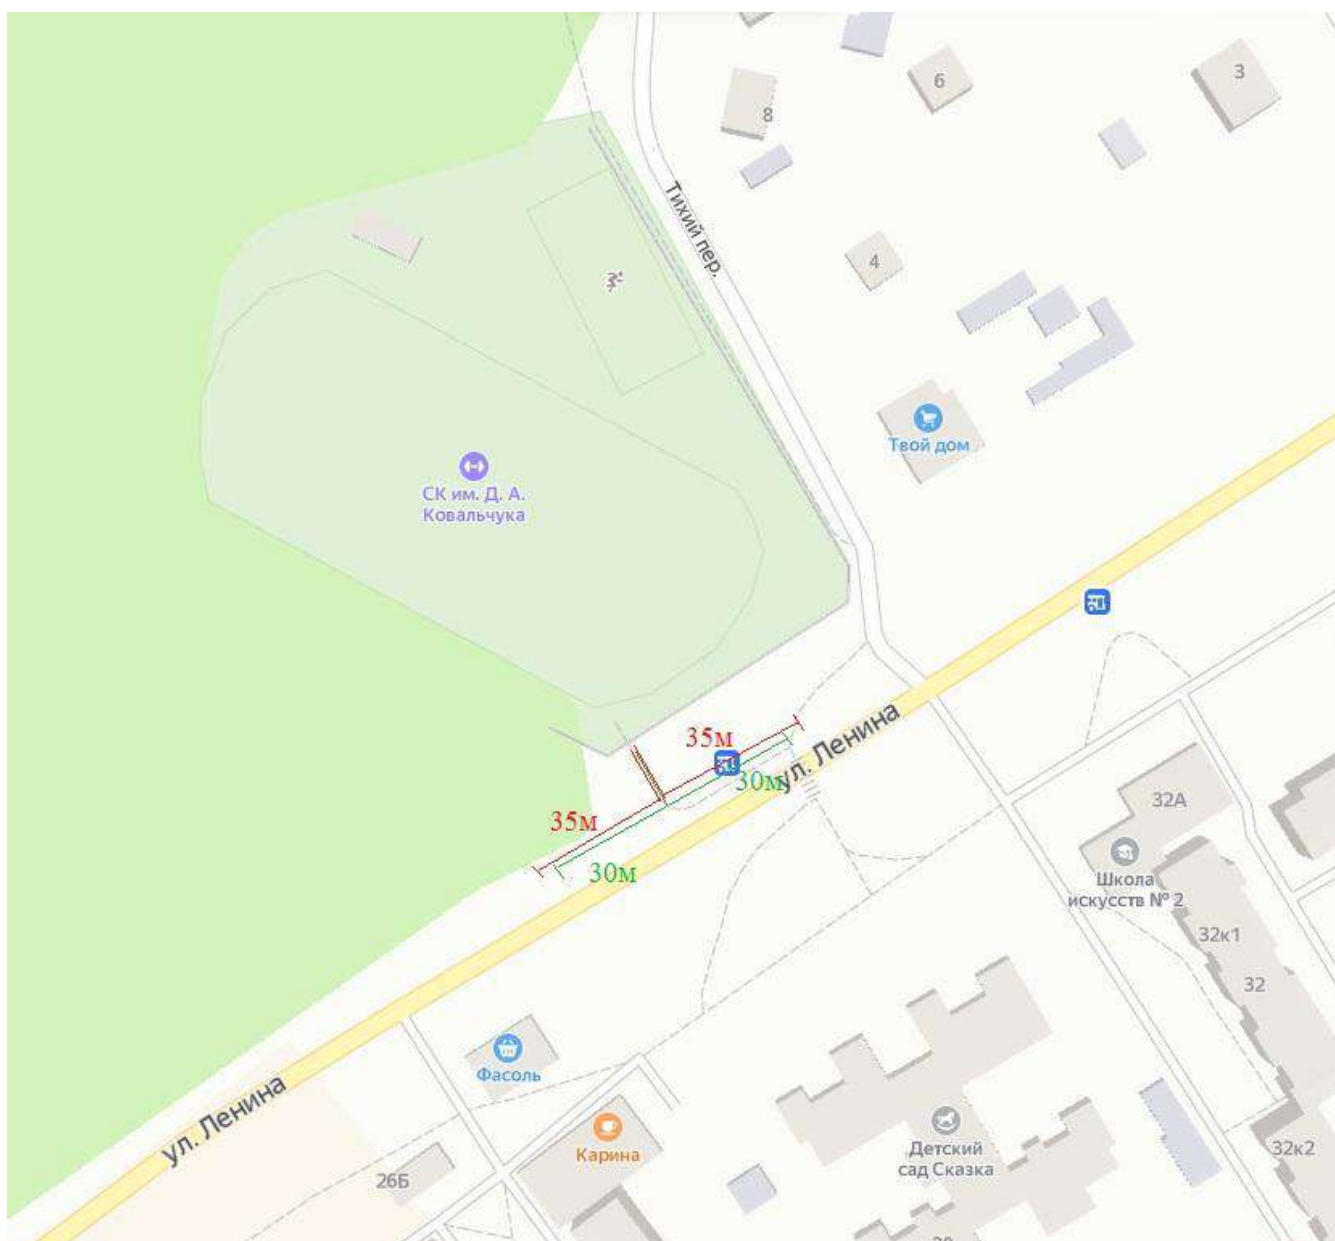 3
6
8
Тихий пер.
4
Твой дом
СК им. Д. А.
Ковальчука
35м
ул. Ленина
30м
35м
30м
32А
Школа
искусств № 2
32к1
32
Фасоль
ул. Ленина
Карина
Детский
сад Сказка
32к2
26Б